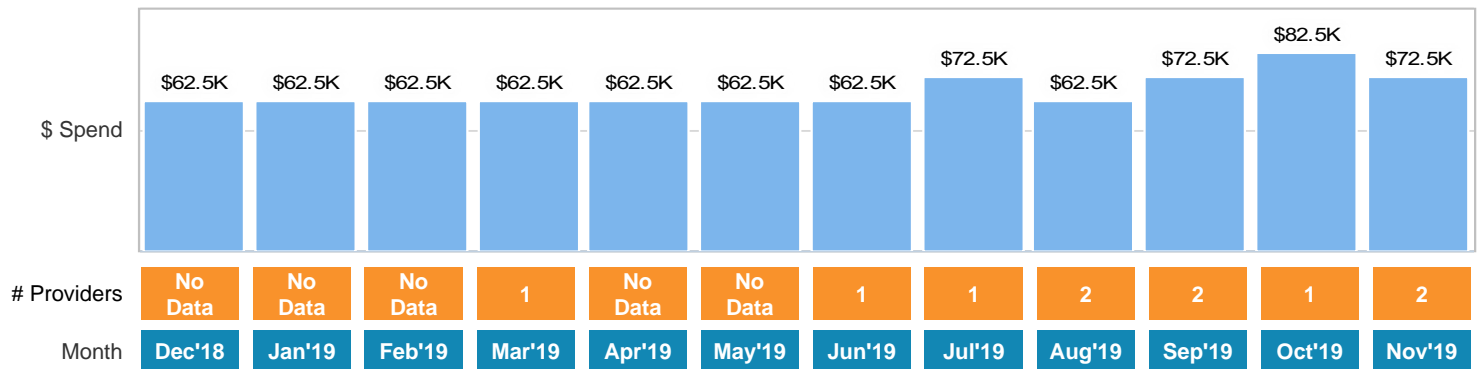 $82.5K
$72.5K $72.5K $72.5K
$62.5K $62.5K $62.5K $62.5K $62.5K $62.5K $62.5K $62.5K
$ Spend
# Providers No Data No Data No Data 1 No Data No Data 1 1 2 2 1 2
Month Dec'18 Jan'19 Feb'19 Mar'19 Apr'19 May'19 Jun'19 Jul'19 Aug'19 Sep'19 Oct'19 Nov'19